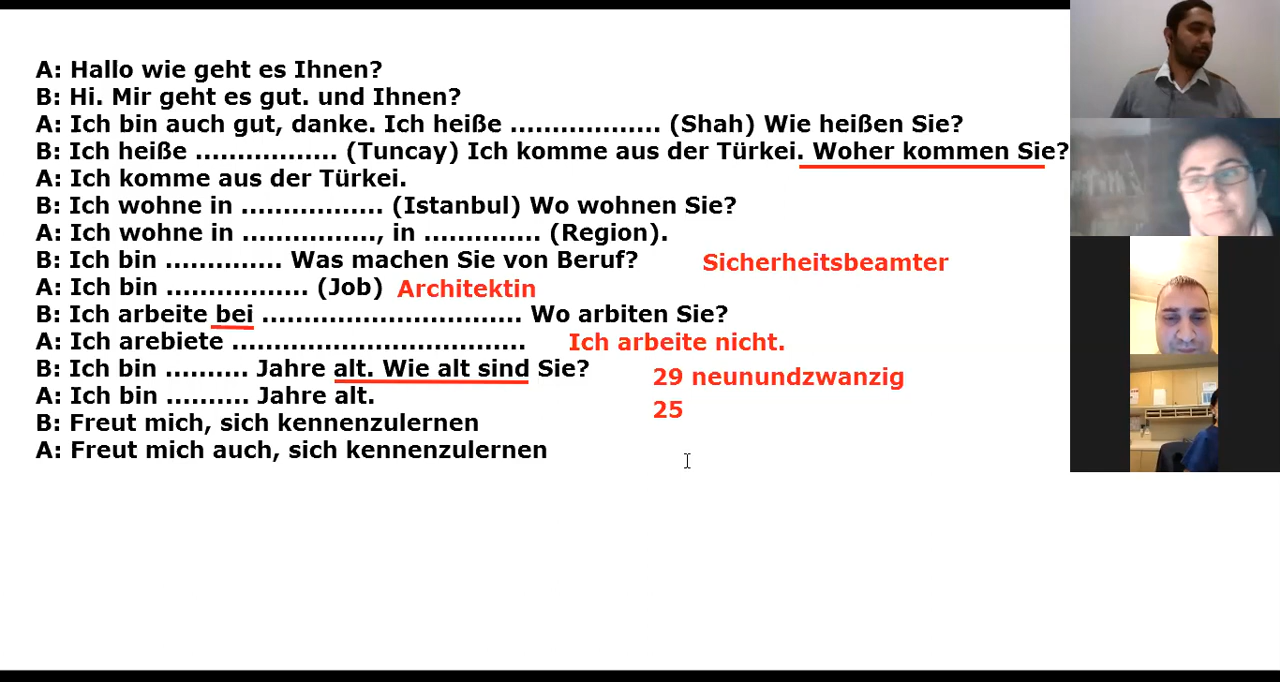 A: Hallo wie geht es Ihnen?
B: Hi. Mir geht es gut. und Ihnen?
A: Ich bin auch gut, danke. Ich heiße .................. (Shah) Wie heißen Sie?
B: Ich heiße ................. (Tuncay) Ich komme aus der Türkei. Woher kommen Sie?
A: Ich komme aus der Türkei.
B: Ich wohne in ................. (Istanbul) Wo wohnen Sie?
A: Ich wohne in ................, in .............. (Region).
B: Ich bin .............. Was machen Sie von Beruf? Sicherheitsbeamter
A: Ich bin ................. (Job) Architektin
B: Ich arbeite bei ............................... Wo arbiten Sie?
A: Ich arebiete ................................... Ich arbeite nicht.
B: Ich bin .......... Jahre alt. Wie alt sind Sie? 29 neunundzwanzig
A: Ich bin .......... Jahre alt. 25
B: Freut mich, sich kennenzulernen
A: Freut mich auch, sich kennenzulernen